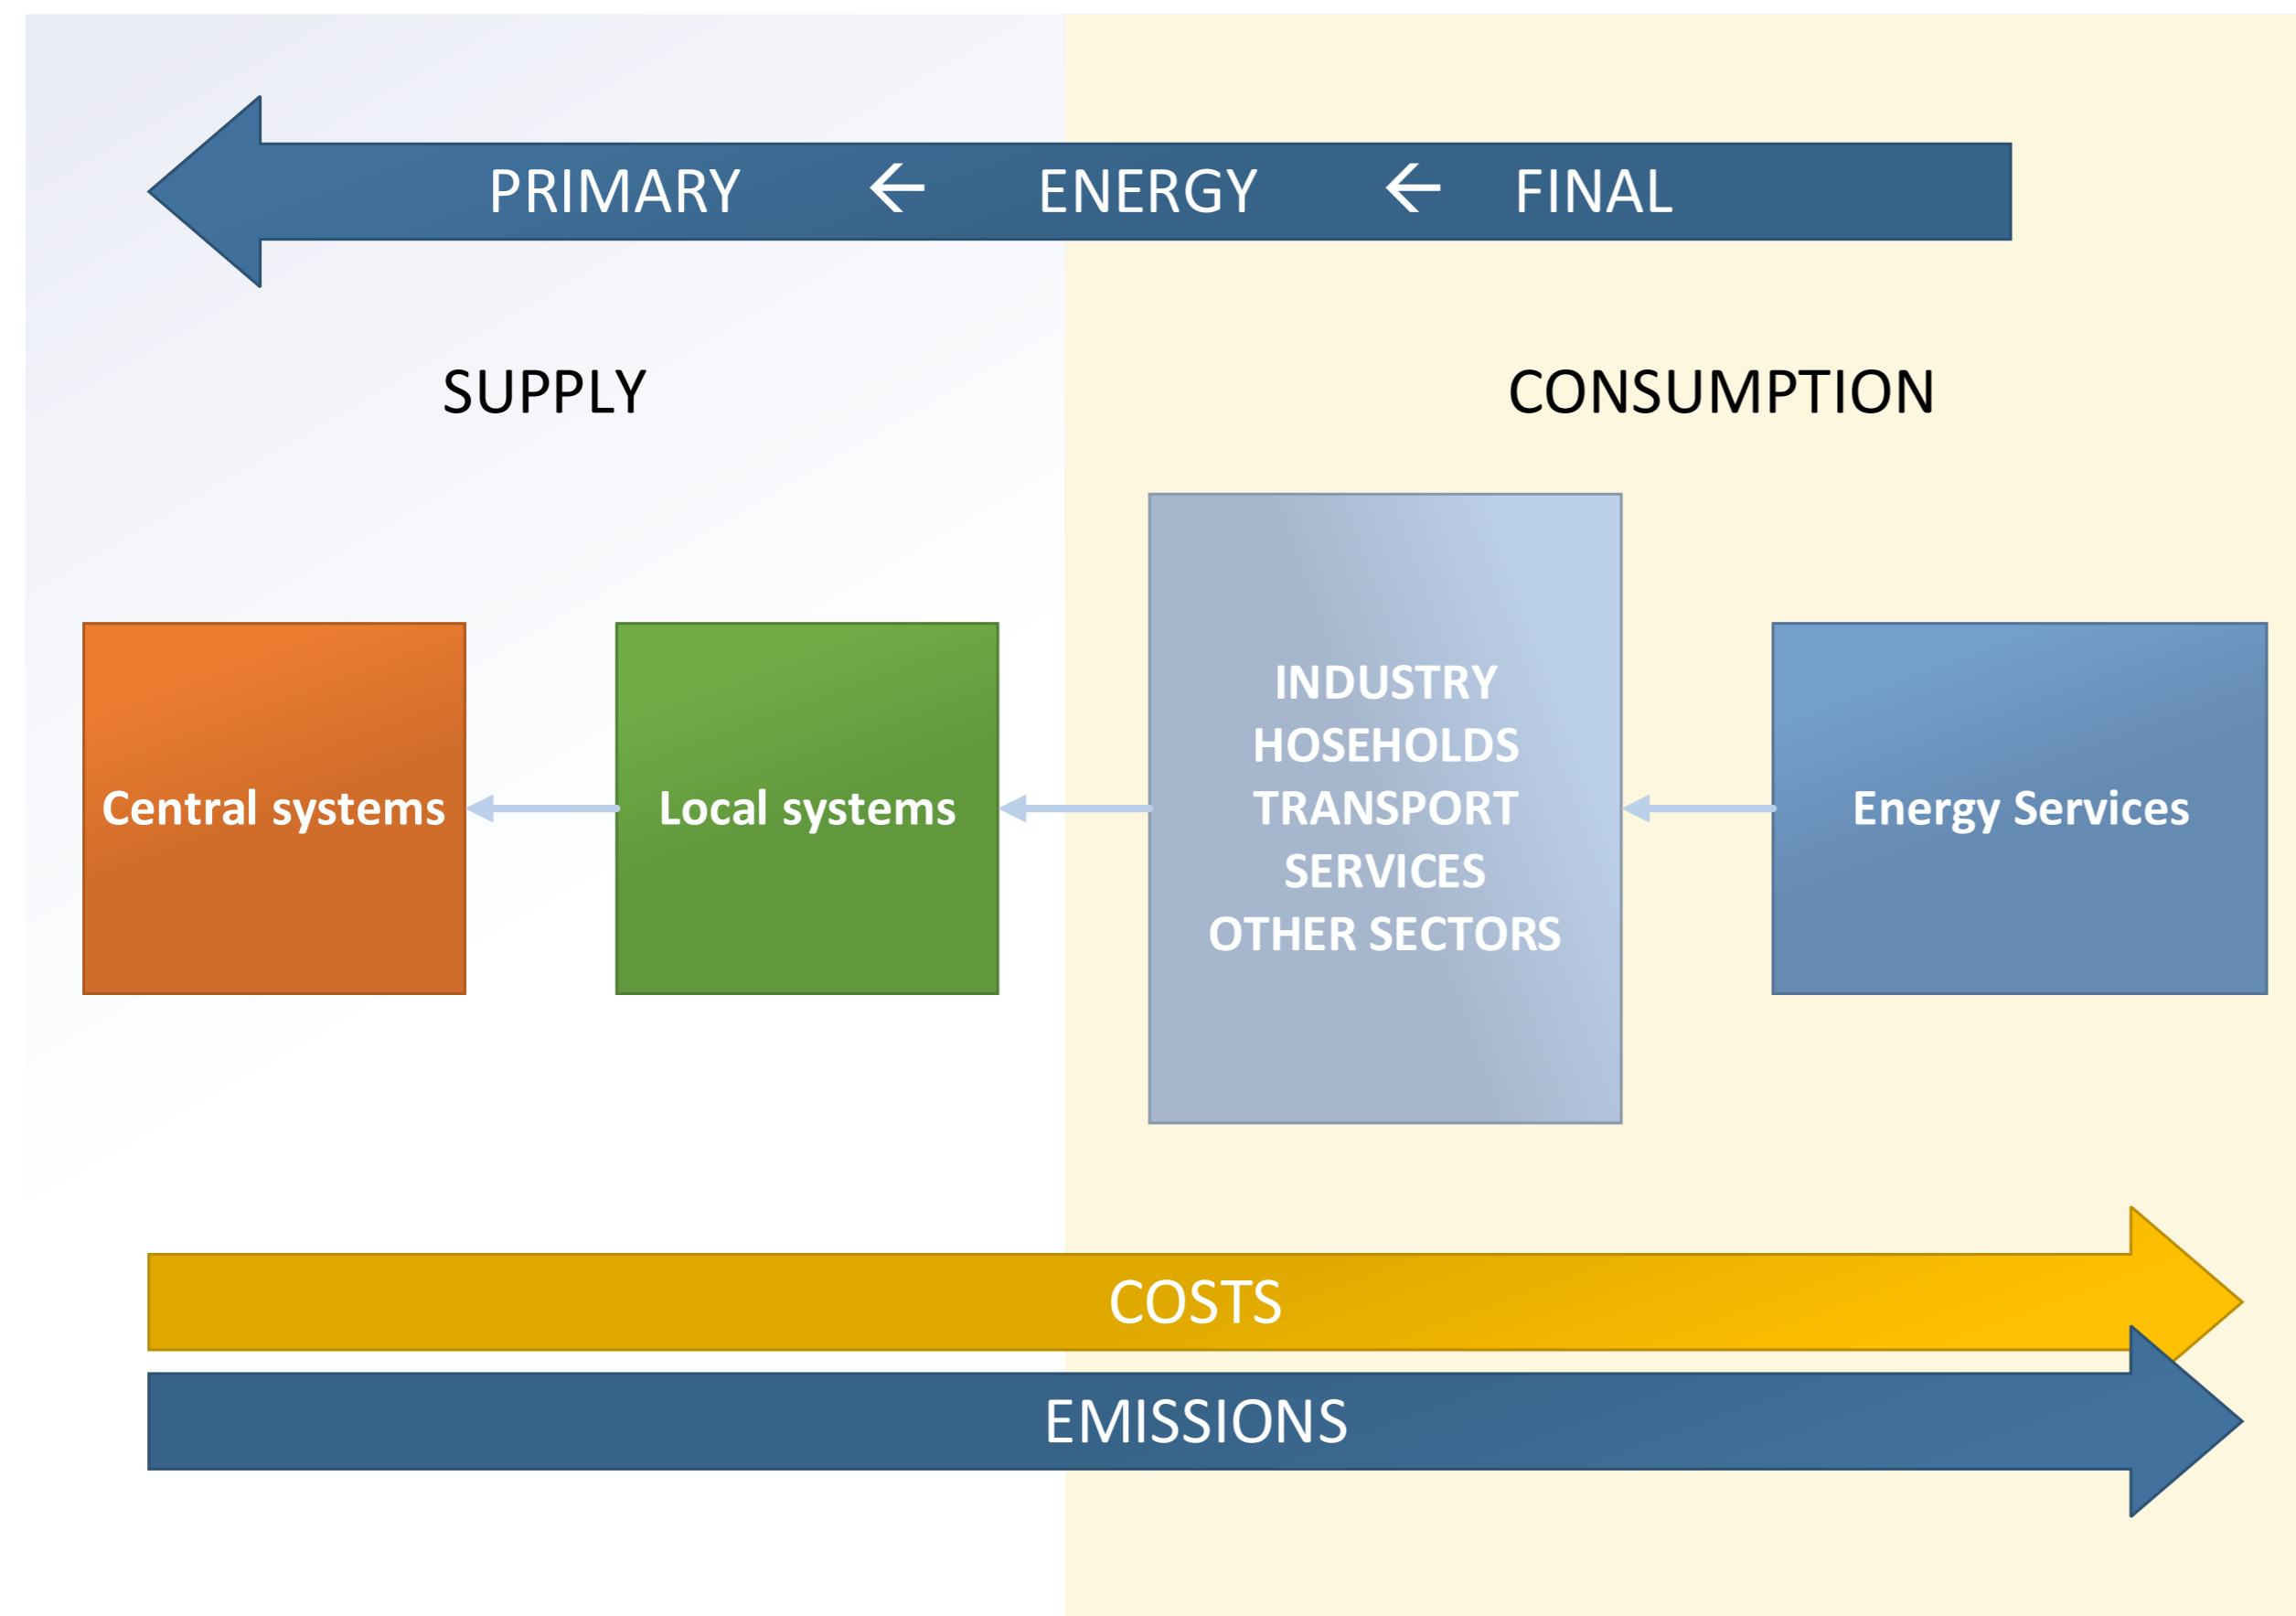 PRIMARY ← ENERGY ← FINAL
SUPPLY
CONSUMPTION
Central systems
Local systems
INDUSTRY
HOSEHOLDS
TRANSPORT
SERVICES
OTHER SECTORS
Energy Services
COSTS
EMISSIONS